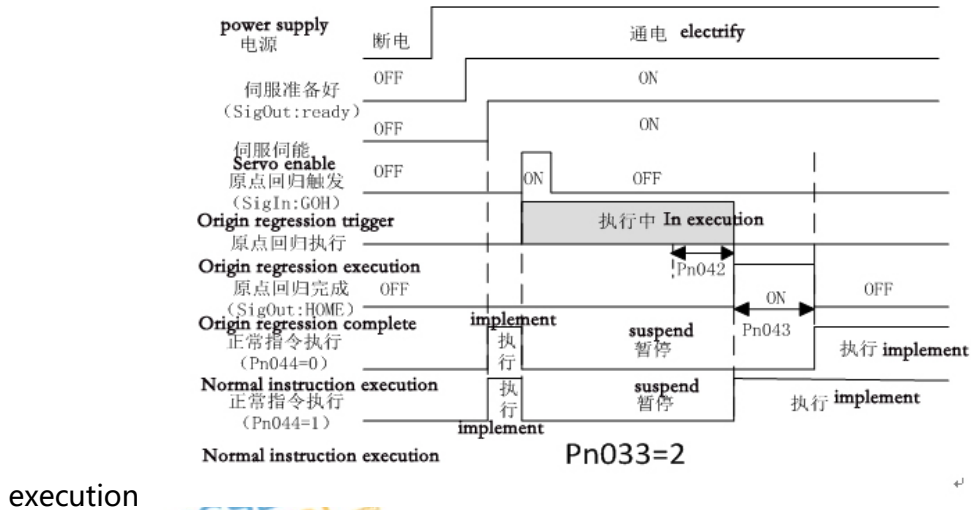 power supply
电源
断电
通电 electrify
伺服准备好
OFF
ON
(SigOut:ready)
OFF
ON
伺服伺能
Servo enable
OFF
ON
OFF
原点回归触发
(SigIn:GOH)
Origin regression trigger
执行中 In execution
原点回归执行
Origin regression execution
Pn042
原点回归完成
OFF
ON
OFF
(SigOut:HOME)
Origin regression complete
Pn043
正常指令执行
(Pn044=0)
implement
执
行
suspend
暂停
执行 implement
Normal instruction execution
正常指令执行
(Pn044=1)
执
行
implement
suspend
暂停
执行 implement
Normal instruction execution
Pn033=2
execution